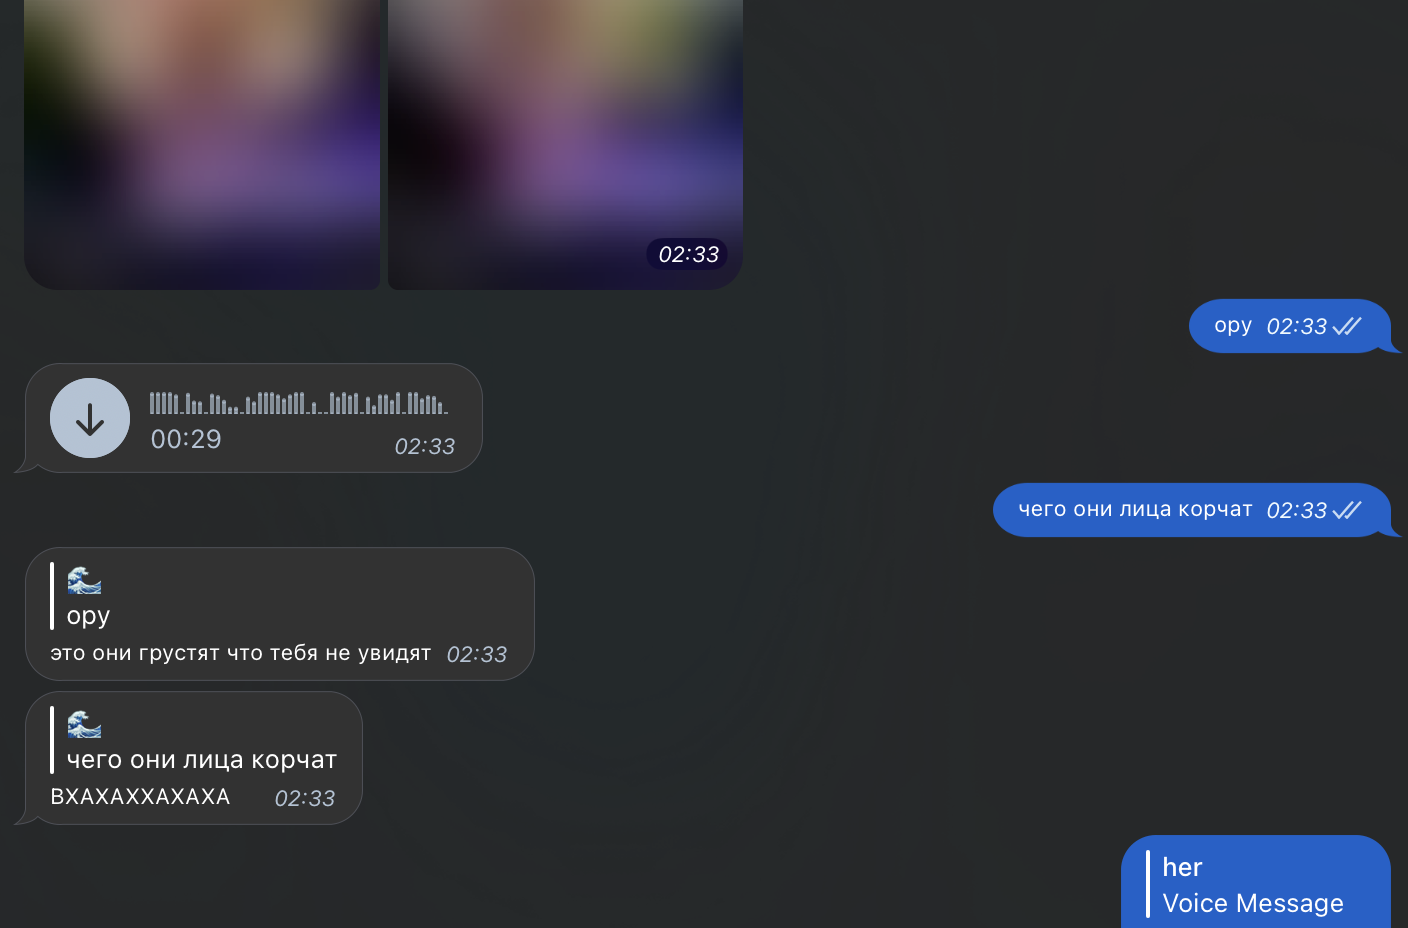 02:33
ору 02:33
00:29
02:33
чего они лица корчат 02:33
ору
это они грустят что тебя не увидят 02:33
чего они лица корчат
ВХАХАХХАХАХА 02:33
her
Voice Message